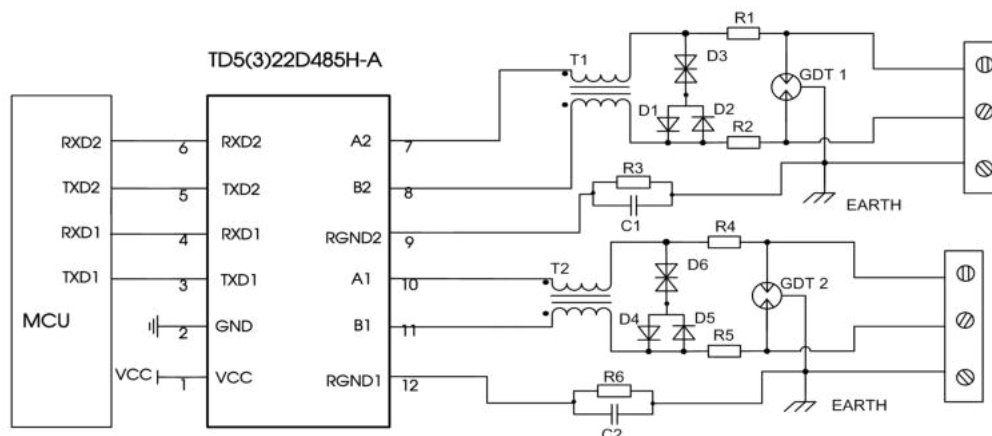 TD5(3)22D485H-A
MCU
RXD2 6 RXD2 A2 7
TXD2 5 TXD2 B2 8
RXD1 4 RXD1 RGND2 9
TXD1 3 TXD1 A1 10
2 GND B1 11
VCC 1 VCC RGND1 12
T1
R1
D3
GDT 1
D1 D2
R2
R3
C1
EARTH
T2
R4
D6
GDT 2
D4 D5
R5
R6
C2
EARTH